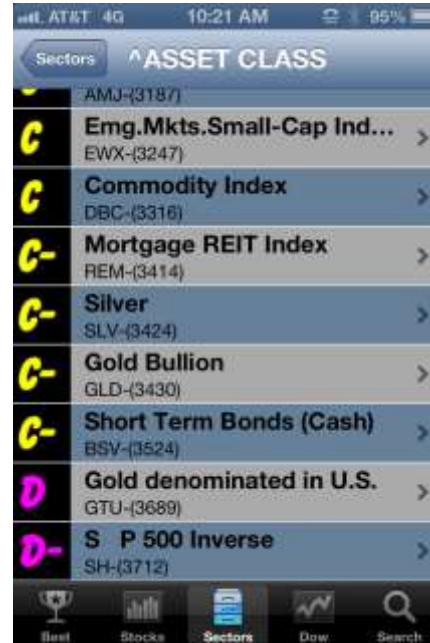 AT&T 4G 10:21 AM 95%
Sectors ^ASSET CLASS
C AMJ-(3187)
C Emg.Mkts.Small-Cap Ind...
EWX-(3247)
C Commodity Index
DBC-(3316)
C- Mortgage REIT Index
REM-(3414)
C- Silver
SLV-(3424)
C- Gold Bullion
GLD-(3430)
C- Short Term Bonds (Cash)
BSV-(3524)
D Gold denominated in U.S.
GTU-(3689)
D- S P 500 Inverse
SH-(3712)
Best Stocks Sectors Dow Search